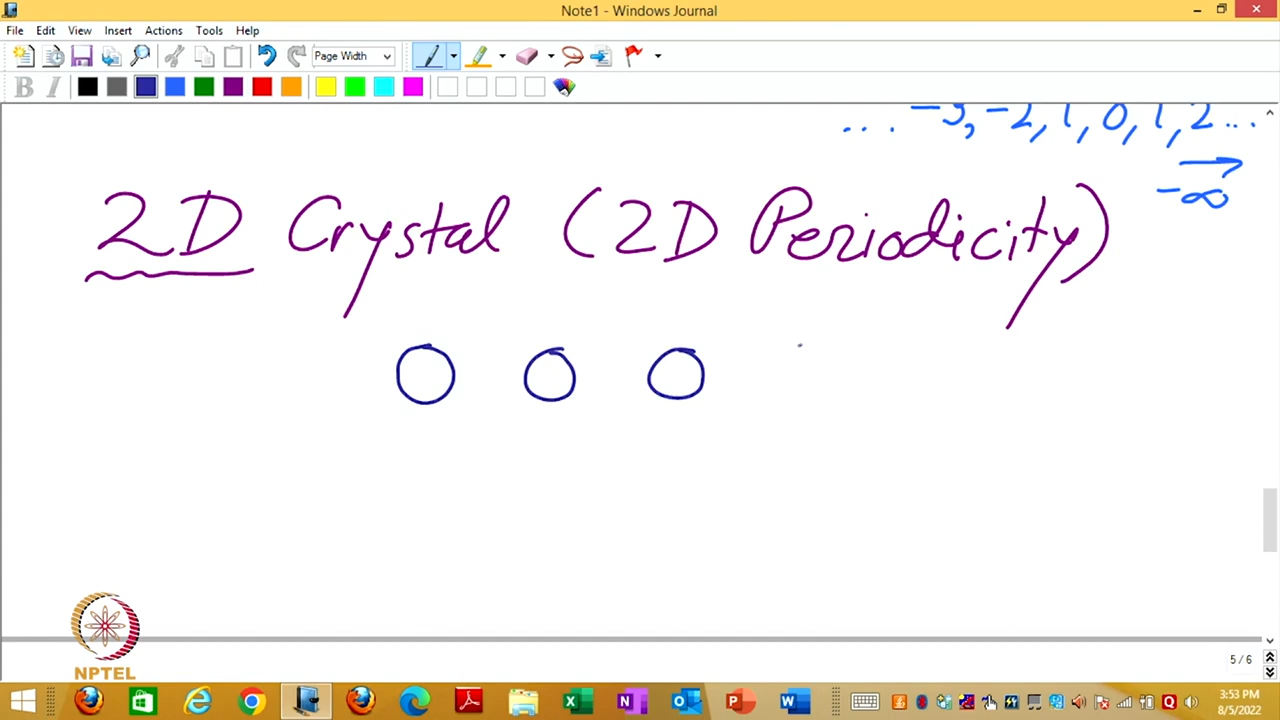 Note1 - Windows Journal
File Edit View Insert Actions Tools Help
Page Width
B I
... -3, -2, 1, 0, 1, 2 ...
-∞
2D Crystal (2D Periodicity)
NPTEL
5 / 6
3:53 PM
8/5/2022